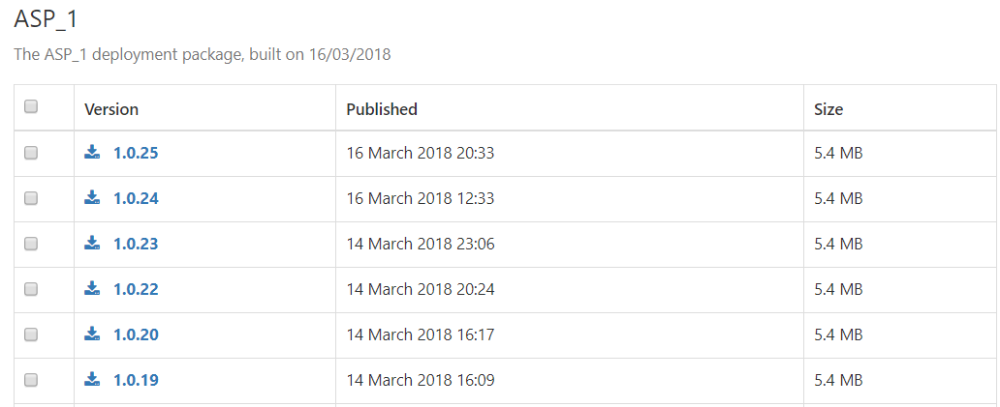 ASP_1
The ASP_1 deployment package, built on 16/03/2018
Version Published Size
1.0.25 16 March 2018 20:33 5.4 MB
1.0.24 16 March 2018 12:33 5.4 MB
1.0.23 14 March 2018 23:06 5.4 MB
1.0.22 14 March 2018 20:24 5.4 MB
1.0.20 14 March 2018 16:17 5.4 MB
1.0.19 14 March 2018 16:09 5.4 MB